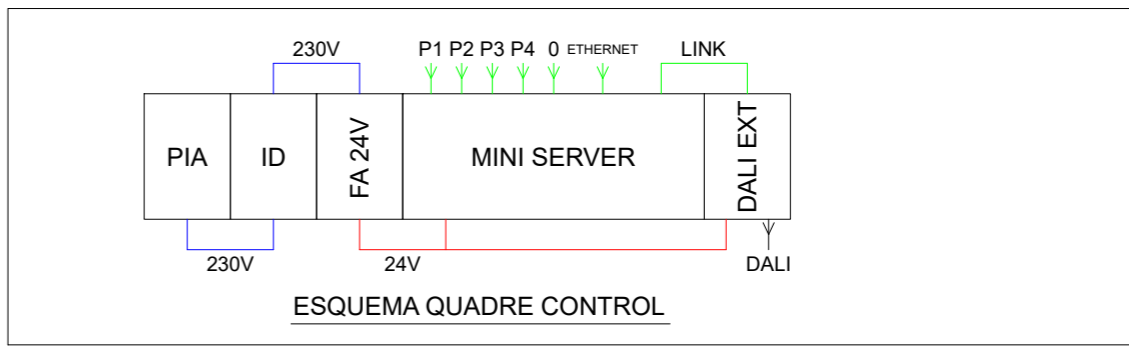 230V P1 P2 P3 P4 0 ETHERNET LINK
PIA ID FA 24V MINI SERVER DALI EXT
230V 24V DALI
ESQUEMA QUADRE CONTROL